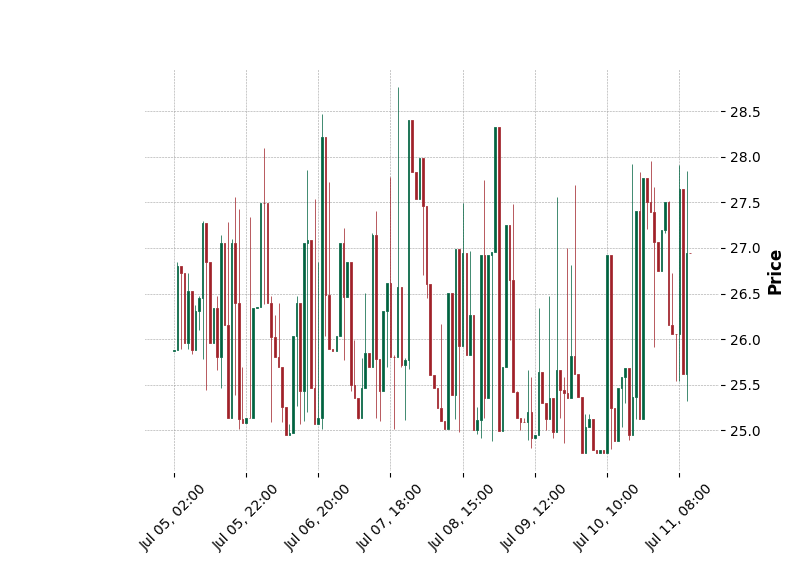 28.5
28.0
27.5
27.0
26.5
26.0
25.5
25.0
Price
Jul 05, 02:00
Jul 05, 22:00
Jul 06, 20:00
Jul 07, 18:00
Jul 08, 15:00
Jul 09, 12:00
Jul 10, 10:00
Jul 11, 08:00